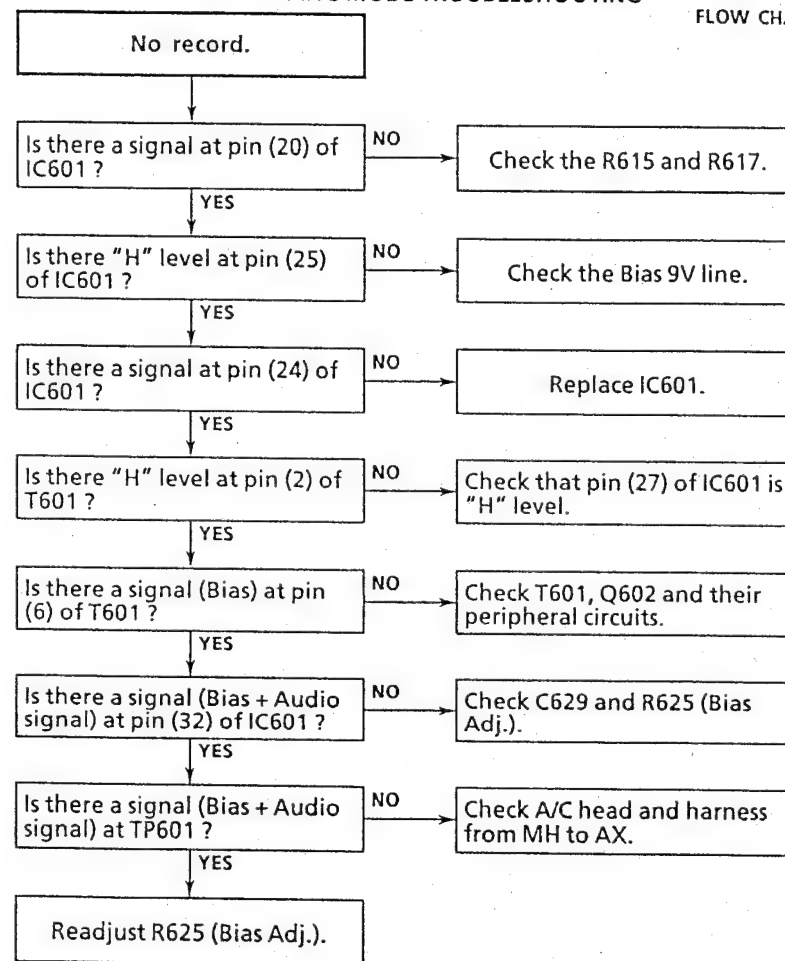 FLOW CH
No record.
Is there a signal at pin (20) of
IC601 ?
NO
Check the R615 and R617.
YES
Is there "H" level at pin (25)
of IC601 ?
NO
Check the Bias 9V line.
YES
Is there a signal at pin (24) of
IC601 ?
NO
Replace IC601.
YES
Is there "H" level at pin (2) of
T601 ?
NO
Check that pin (27) of IC601 is
"H" level.
YES
Is there a signal (Bias) at pin
(6) of T601 ?
NO
Check T601, Q602 and their
peripheral circuits.
YES
Is there a signal (Bias + Audio
signal) at pin (32) of IC601 ?
NO
Check C629 and R625 (Bias
Adj.).
YES
Is there a signal (Bias + Audio
signal) at TP601 ?
NO
Check A/C head and harness
from MH to AX.
YES
Readjust R625 (Bias Adj.).